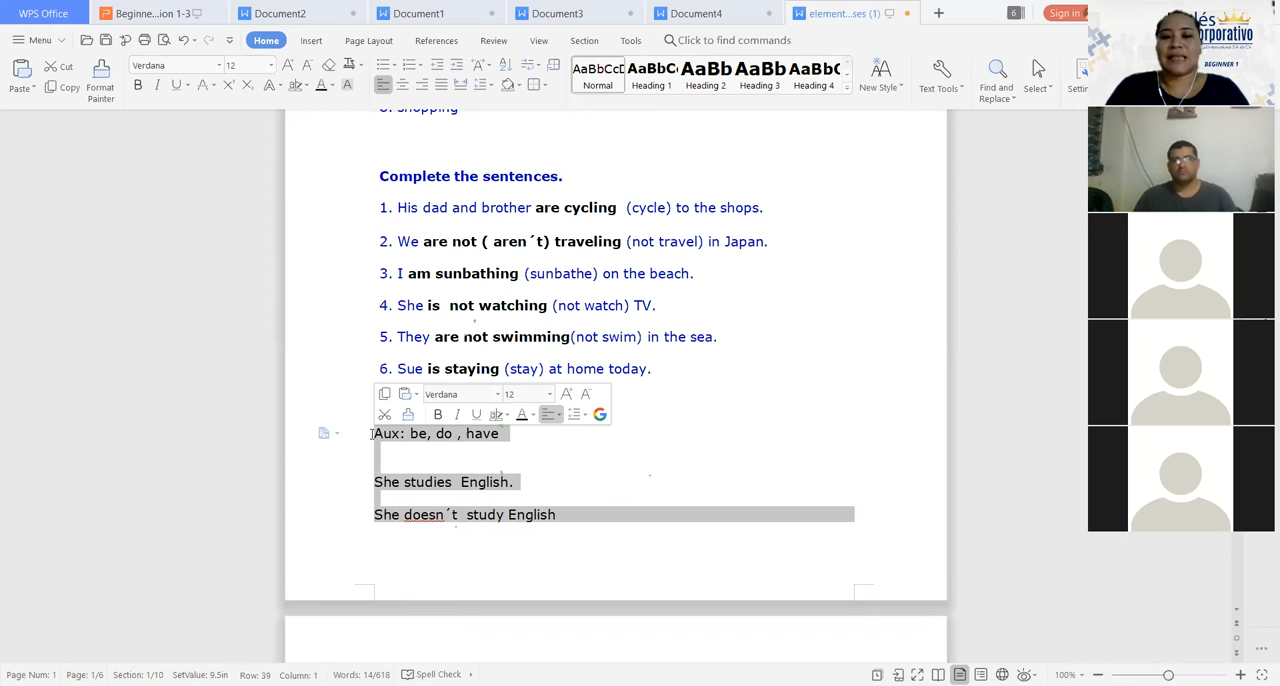 WPS Office
Beginne...ion 1-3
Document2
Document1
Document3
Document4
element...ses (1)
6
Sign in
Menu
Home
Insert
Page Layout
References
Review
View
Section
Tools
Click to find commands
Paste
Cut
Copy
Format
Painter
Verdana
12
AaBbCcD
Normal
AaBbC
Heading 1
AaBb
Heading 2
AaBbC
Heading 3
AaBbC
Heading 4
New Style
Text Tools
Find and
Replace
Select
BEGINNER 1
Complete the sentences.
1. His dad and brother are cycling (cycle) to the shops.
2. We are not ( aren´t) traveling (not travel) in Japan.
3. I am sunbathing (sunbathe) on the beach.
4. She is not watching (not watch) TV.
5. They are not swimming(not swim) in the sea.
6. Sue is staying (stay) at home today.
Verdana
12
Aux: be, do , have
She studies English.
She doesn´t study English
Page Num: 1
Page: 1/6
Section: 1/10
SetValue: 9.5in
Row: 39
Column: 1
Words: 14/618
Spell Check
100%